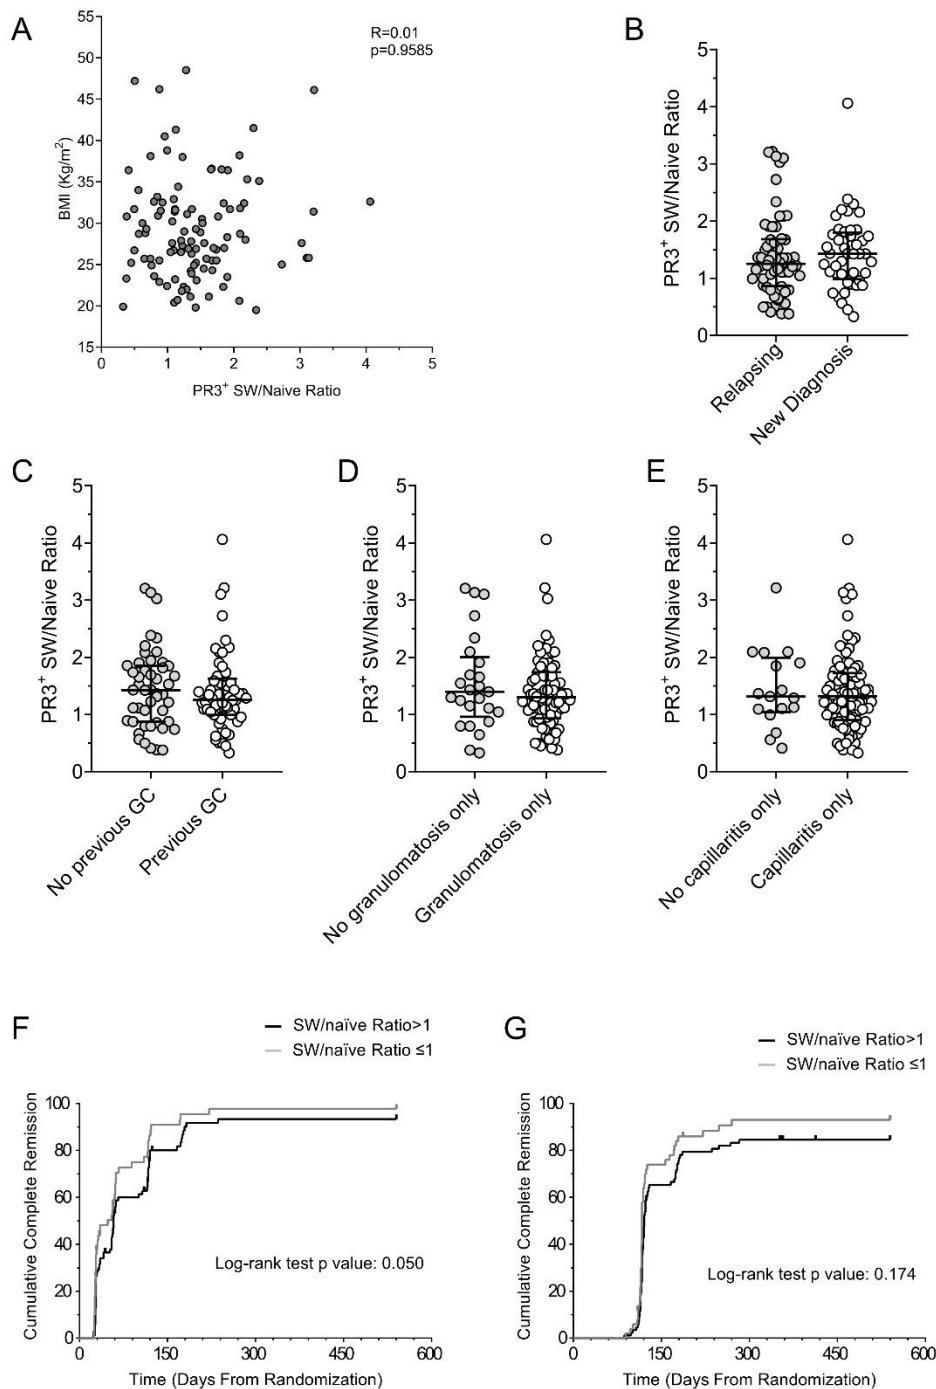 A
55
50
45
40
35
30
25
20
15
BMI (Kg/m²)
R=0.01
p=0.9585
0 1 2 3 4 5
PR3⁺ SW/Naive Ratio
B
5
4
3
2
1
0
PR3⁺ SW/Naive Ratio
Relapsing
New Diagnosis
C
5
4
3
2
1
0
PR3⁺ SW/Naive Ratio
No previous GC
Previous GC
D
5
4
3
2
1
0
PR3⁺ SW/Naive Ratio
No granulomatosis only
Granulomatosis only
E
5
4
3
2
1
0
PR3⁺ SW/Naive Ratio
No capillaritis only
Capillaritis only
F
SW/naïve Ratio>1
SW/naïve Ratio ≤1
100
80
60
40
20
0
Cumulative Complete Remission
Log-rank test p value: 0.050
0 150 300 450 600
Time (Days From Randomization)
G
SW/naïve Ratio>1
SW/naïve Ratio ≤1
100
80
60
40
20
0
Cumulative Complete Remission
Log-rank test p value: 0.174
0 150 300 450 600
Time (Days From Randomization)